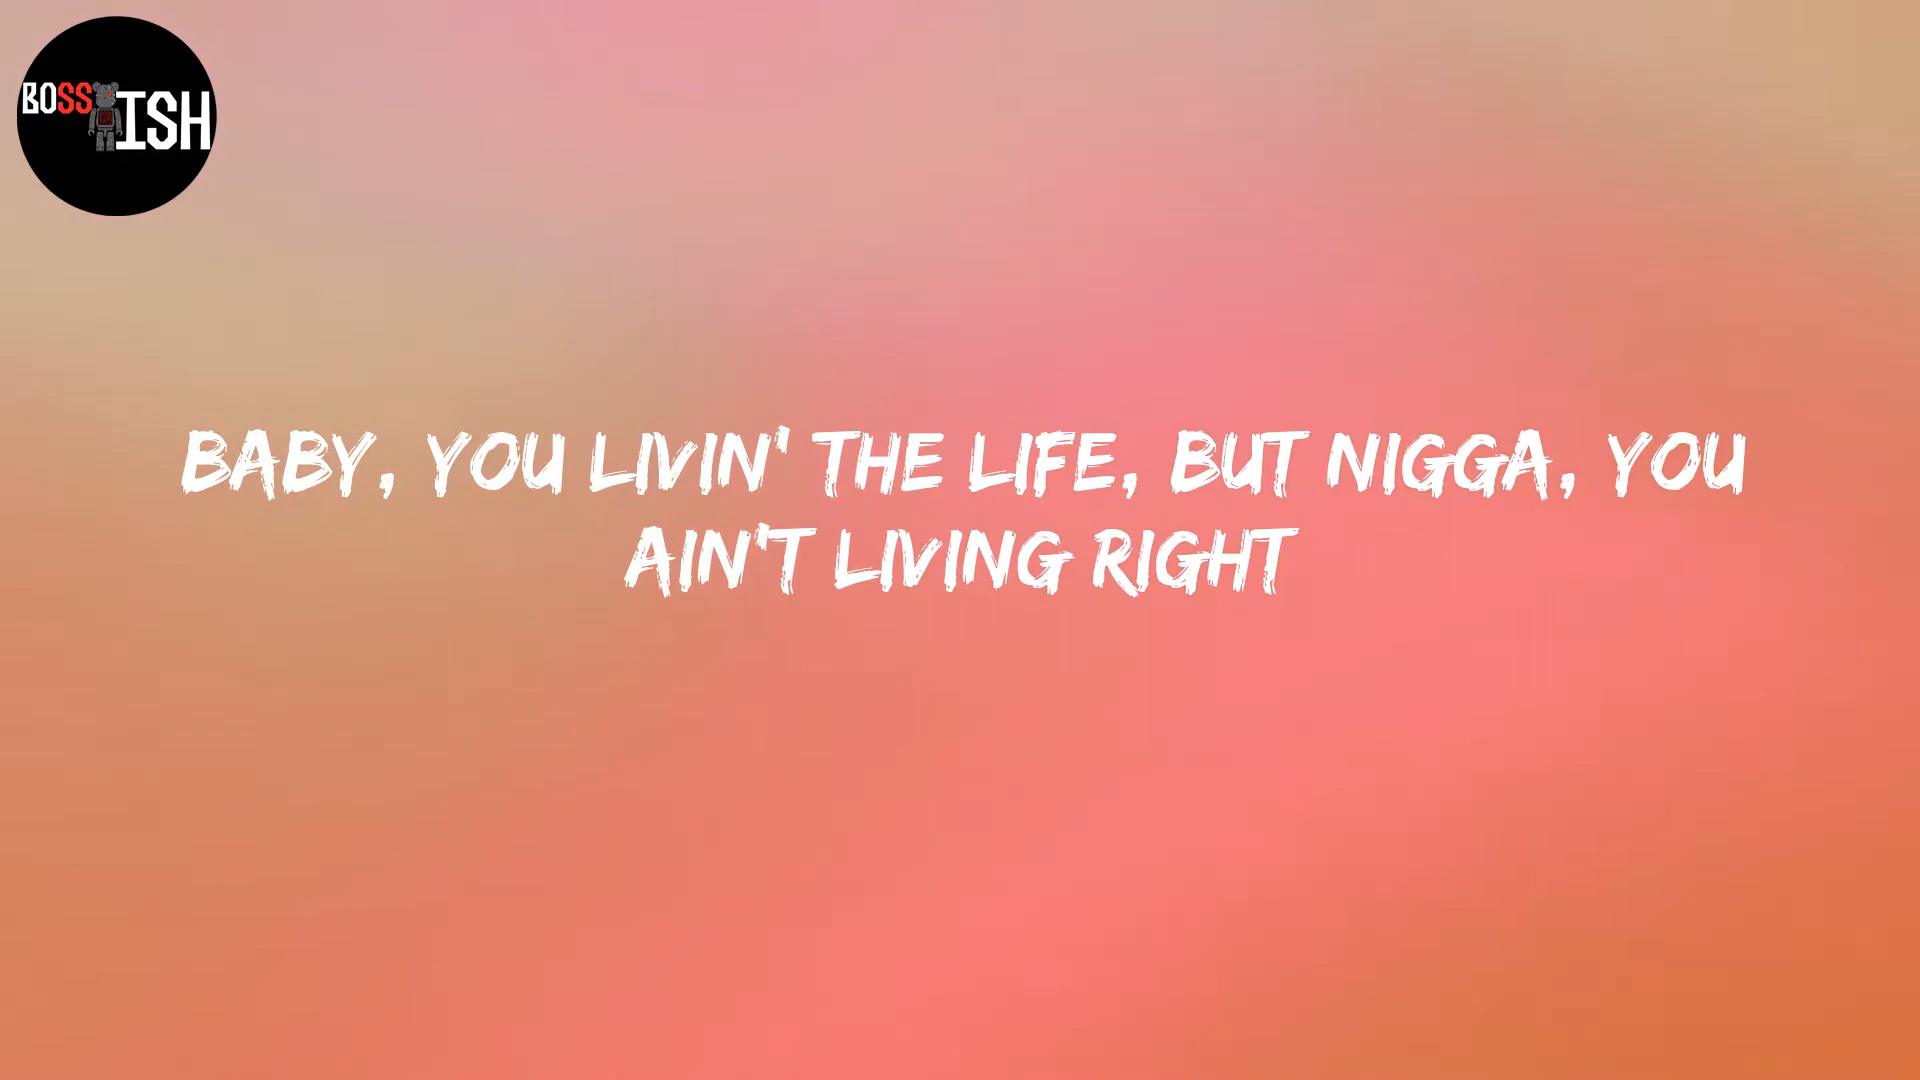 BOSS ISH
BABY, YOU LIVIN' THE LIFE, BUT NIGGA, YOU
AIN'T LIVING RIGHT